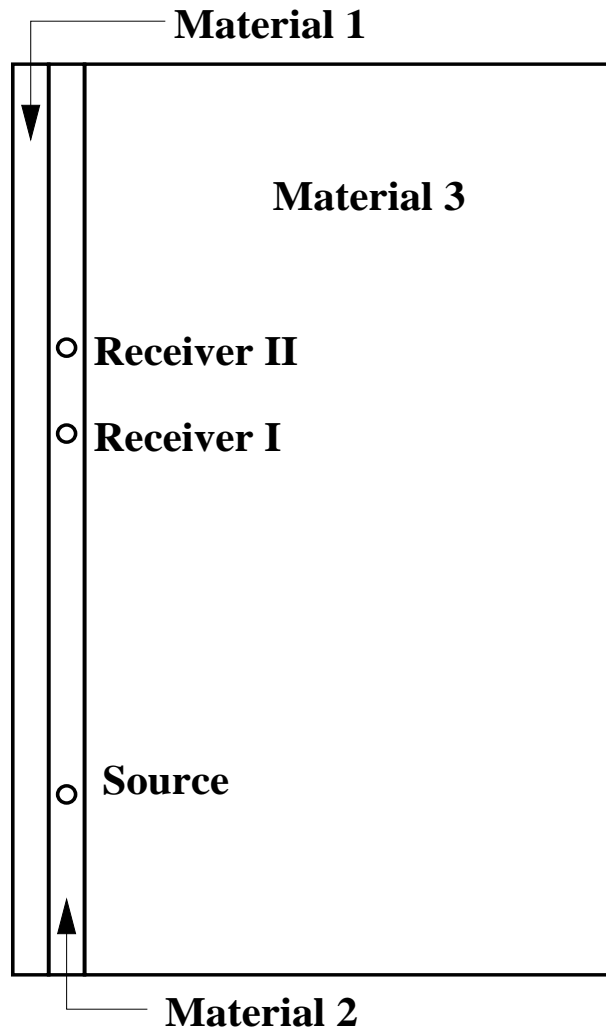 Material 1
Material 3
Receiver II
Receiver I
Source
Material 2